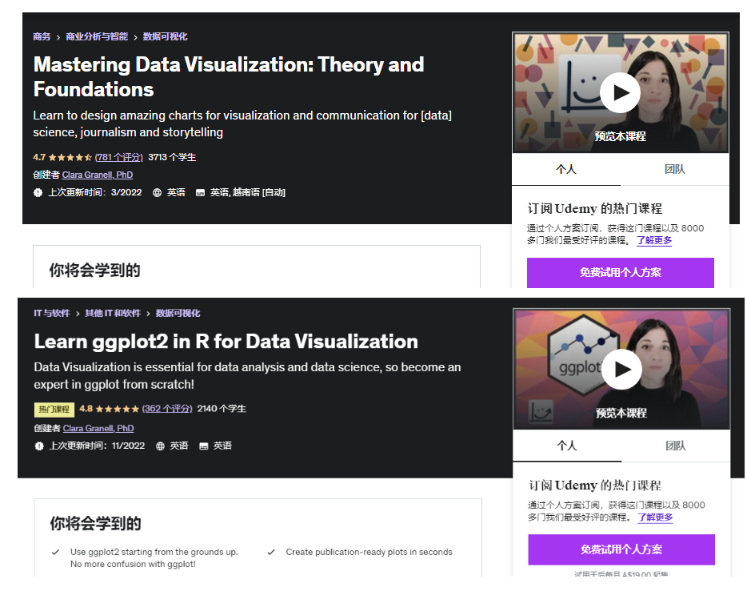 商务 > 商业分析与智能 > 数据可视化
Mastering Data Visualization: Theory and
Foundations
Learn to design amazing charts for visualization and communication for [data]
science, journalism and storytelling
4.7 (781 个评分) 3713 个学生
创建者 Clara Granell, PhD
上次更新时间: 3/2022 英语 英语, 越南语 [自动]
预览本课程
个人 团队
订阅 Udemy 的热门课程
通过个人方案订阅, 获得这门课程以及 8000
多门我们最受好评的课程。 了解更多
免费试用个人方案
你将会学到的
IT 与软件 > 其他 IT 和软件 > 数据可视化
Learn ggplot2 in R for Data Visualization
Data Visualization is essential for data analysis and data science, so become an
expert in ggplot from scratch!
热门课程 4.8 (362 个评分) 2140 个学生
创建者 Clara Granell, PhD
上次更新时间: 11/2022 英语 英语
ggplot
预览本课程
个人 团队
订阅 Udemy 的热门课程
通过个人方案订阅, 获得这门课程以及 8000
多门我们最受好评的课程。 了解更多
免费试用个人方案
你将会学到的
Use ggplot2 starting from the grounds up.
No more confusion with ggplot!
Create publication-ready plots in seconds